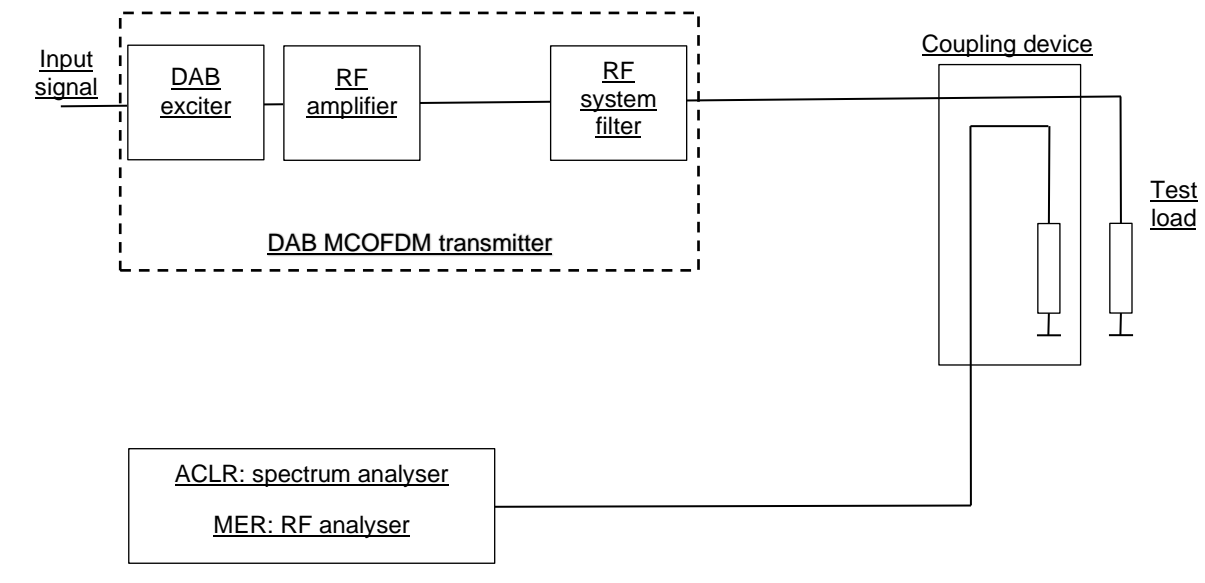 Input
signal
DAB
exciter
RF
amplifier
RF
system
filter
Coupling device
Test
load
DAB MCOFDM transmitter
ACLR: spectrum analyser
MER: RF analyser